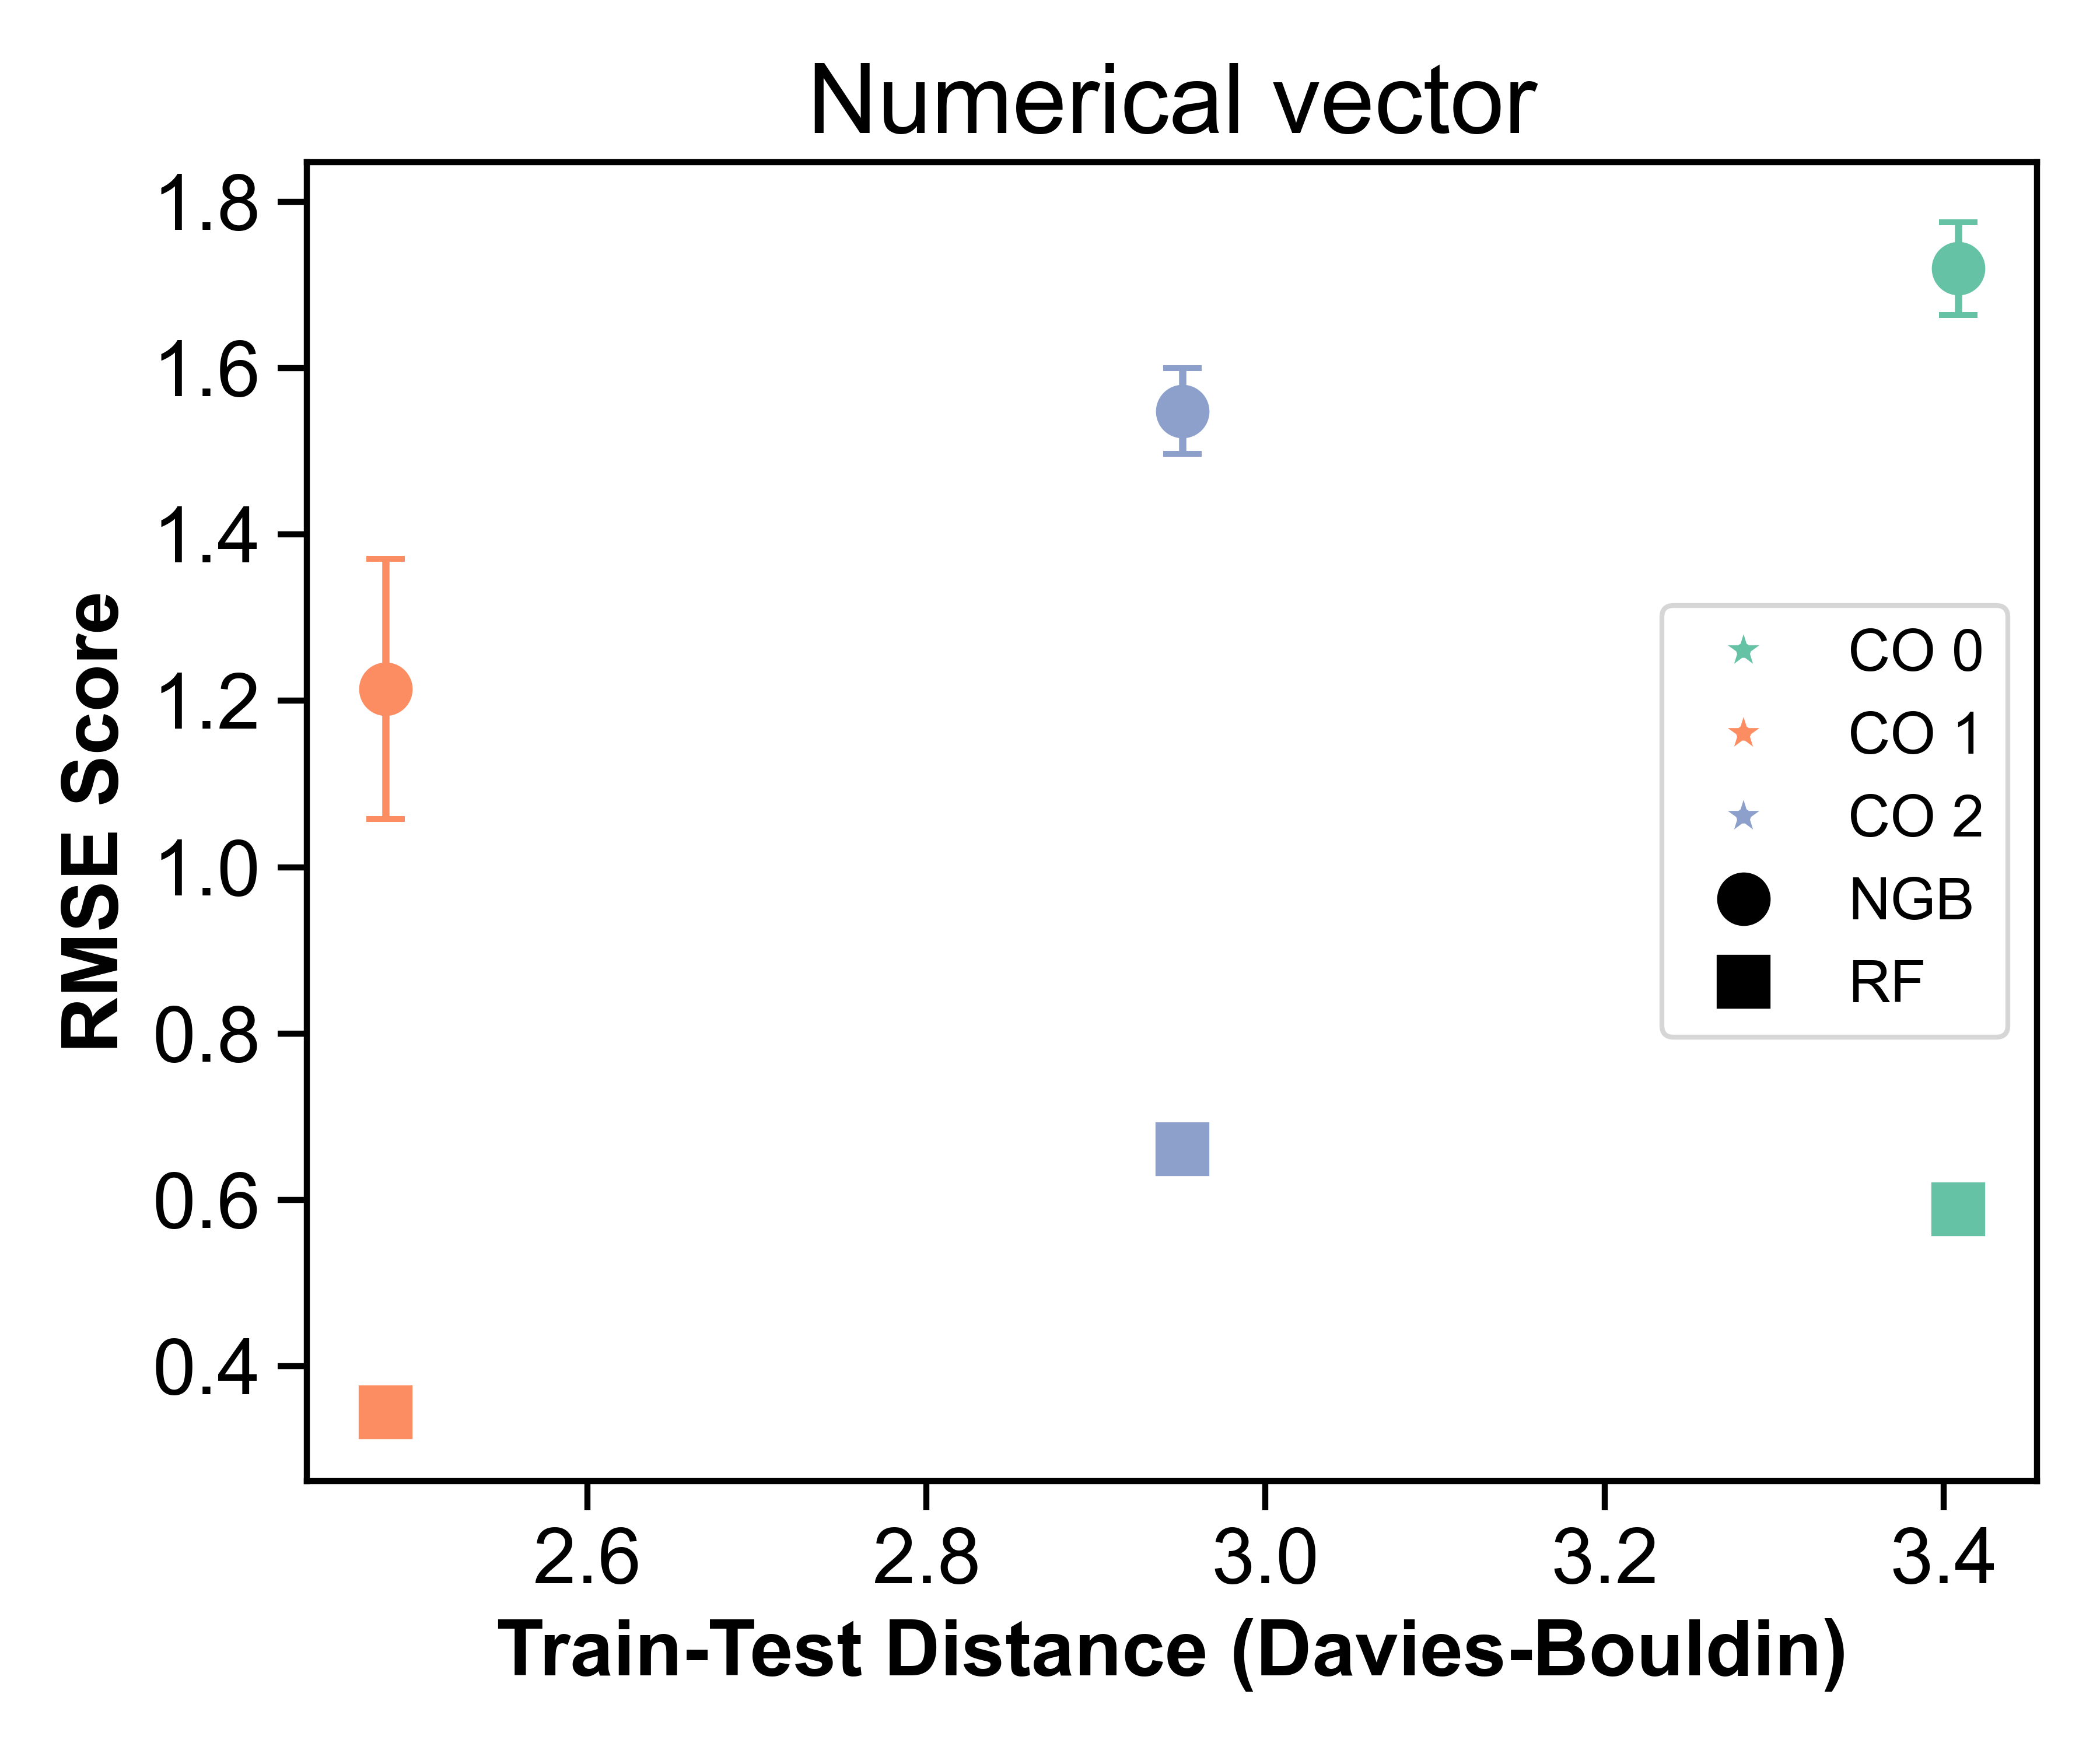 Numerical vector
1.8
1.6
1.4
1.2
1.0
0.8
0.6
0.4
RMSE Score
CO 0
CO 1
CO 2
NGB
RF
2.6 2.8 3.0 3.2 3.4
Train-Test Distance (Davies-Bouldin)